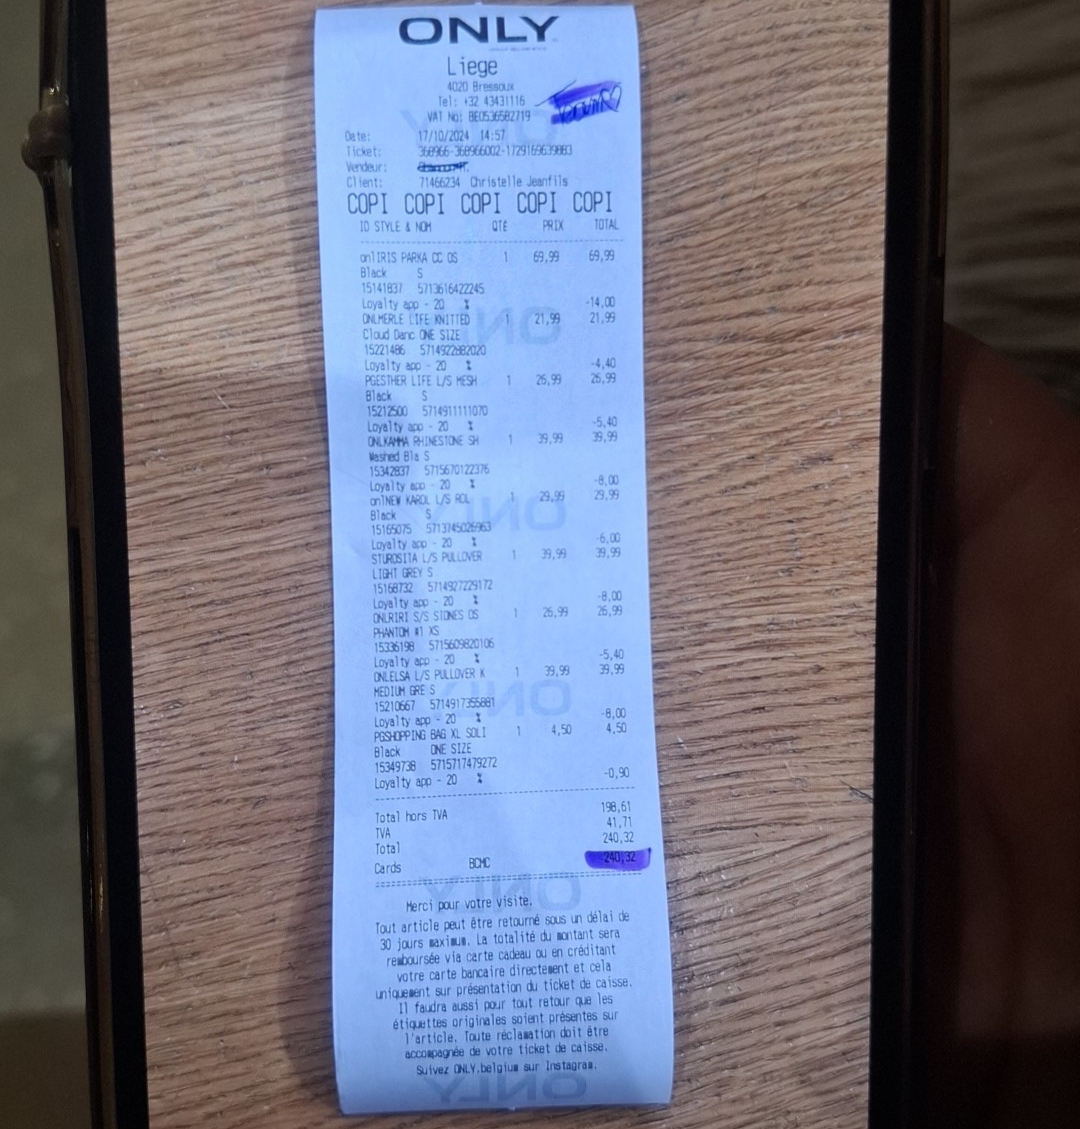 ONLY
Liege
4020 Bressoux
Tel: +32 43431116
VAT No: BE0536582719
Date: 17/10/2024 14:57
Ticket: 368966-368966002-1729169639883
Vendeur:
Client: 71466234 Christelle Jeanfils
COPI COPI COPI COPI COPI
ID STYLE & NOM QTE PRIX TOTAL
onlIRIS PARKA CC OS 1 69,99 69,99
Black S
15141837 5713616422245
Loyalty app - 20 % -14,00
ONLMERLE LIFE KNITTED 1 21,99 21,99
Cloud Danc ONE SIZE
15221486 5714922882020
Loyalty app - 20 % -4,40
PGESTHER LIFE L/S MESH 1 26,99 26,99
Black S
15212500 5714911111070
Loyalty app - 20 % -5,40
ONLKAMMA RHINESTONE SH 1 39,99 39,99
Washed Bla S
15342837 5715670122376
Loyalty app - 20 % -8,00
onlNEW KAROL L/S ROL 1 29,99 29,99
Black S
15165075 5713745026963
Loyalty app - 20 % -6,00
STUROSITA L/S PULLOVER 1 39,99 39,99
LIGHT GREY S
15168732 5714927229172
Loyalty app - 20 % -8,00
ONLRIRI S/S STONES OS 1 26,99 26,99
PHANTOM #1 XS
15336198 5715609820106
Loyalty app - 20 % -5,40
ONLELSA L/S PULLOVER K 1 39,99 39,99
MEDIUM GRE S
15210667 5714917355881
Loyalty app - 20 % -8,00
PGSHOPPING BAG XL SOLI 1 4,50 4,50
Black ONE SIZE
15349738 5715717479272
Loyalty app - 20 % -0,90
Total hors TVA 198,61
TVA 41,71
Total 240,32
Cards BCMC 240,32
Merci pour votre visite.
Tout article peut être retourné sous un délai de
30 jours maximum. La totalité du montant sera
remboursée via carte cadeau ou en créditant
votre carte bancaire directement et cela
uniquement sur présentation du ticket de caisse.
Il faudra aussi pour tout retour que les
étiquettes originales soient présentes sur
l'article. Toute réclamation doit être
accompagnée de votre ticket de caisse.
Suivez ONLY.belgium sur Instagram.